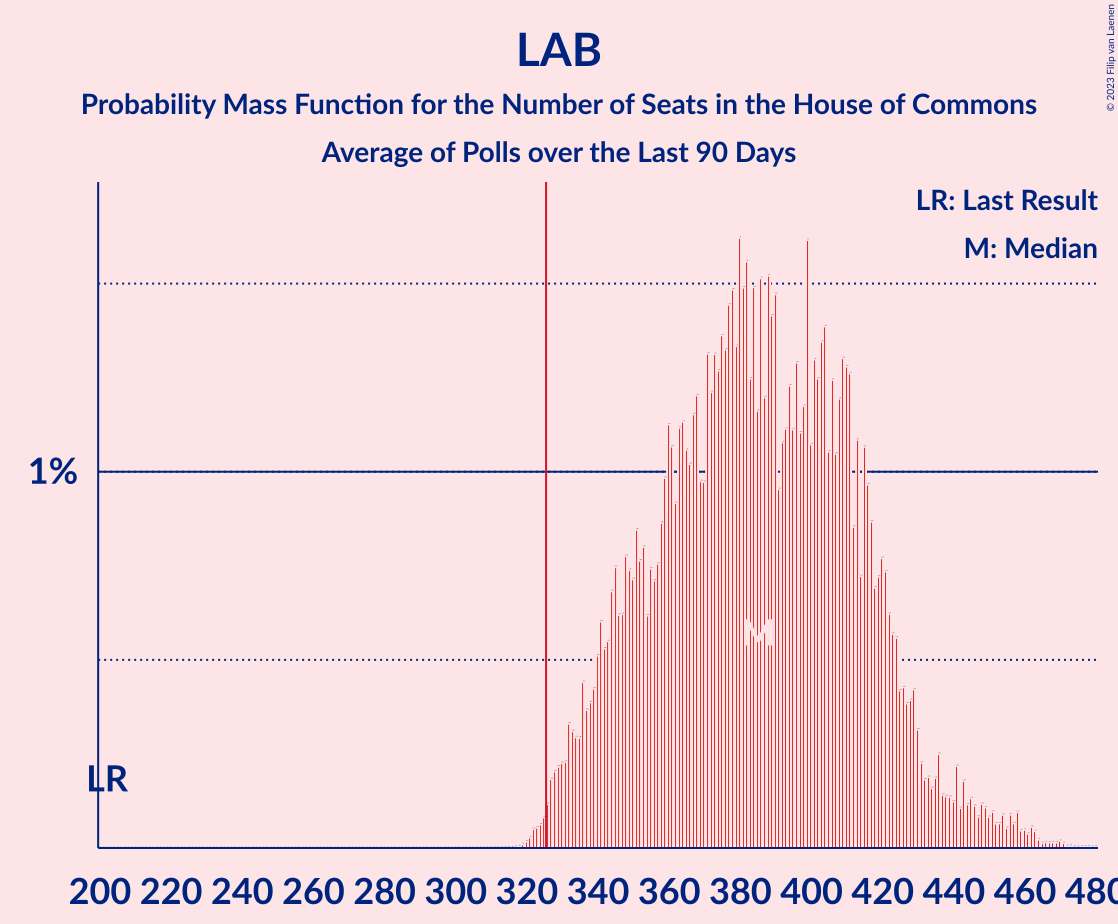 LAB
Probability Mass Function for the Number of Seats in the House of Commons
Average of Polls over the Last 90 Days
© 2023 Filip van Laenen
LR: Last Result
M: Median
1%
M
LR
200 220 240 260 280 300 320 340 360 380 400 420 440 460 480